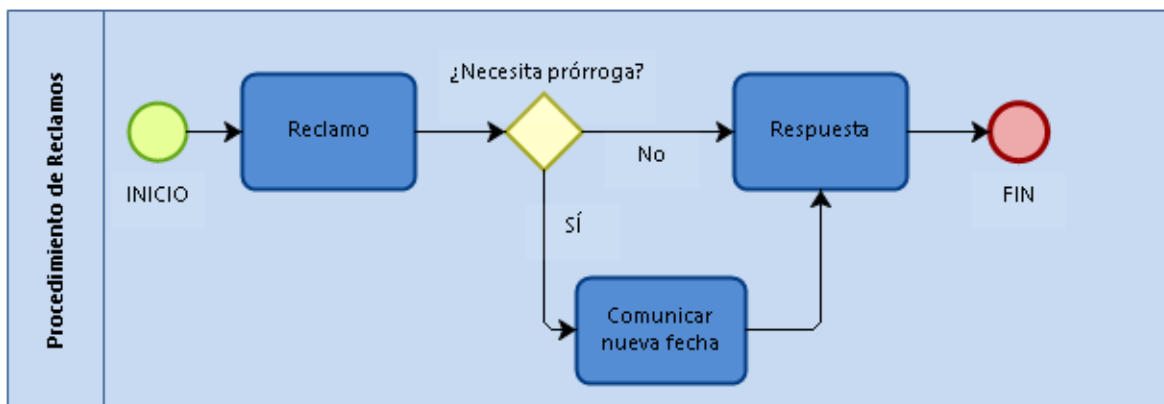 Procedimiento de Reclamos
INICIO
Reclamo
¿Necesita prórroga?
No
SÍ
Comunicar
nueva fecha
Respuesta
FIN